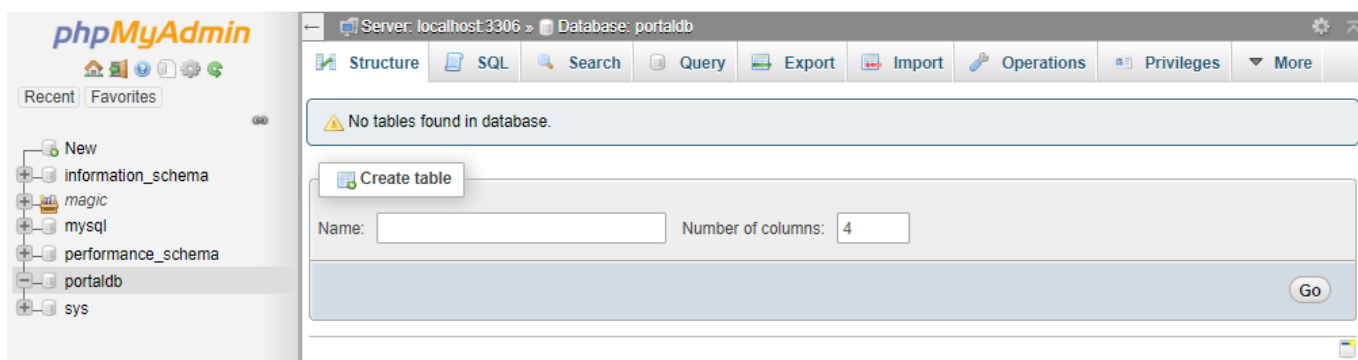 phpMyAdmin
Recent Favorites
New
information_schema
magic
mysql
performance_schema
portaldb
sys
Server: localhost:3306 » Database: portaldb
Structure SQL Search Query Export Import Operations Privileges More
No tables found in database.
Create table
Name: Number of columns: 4
Go